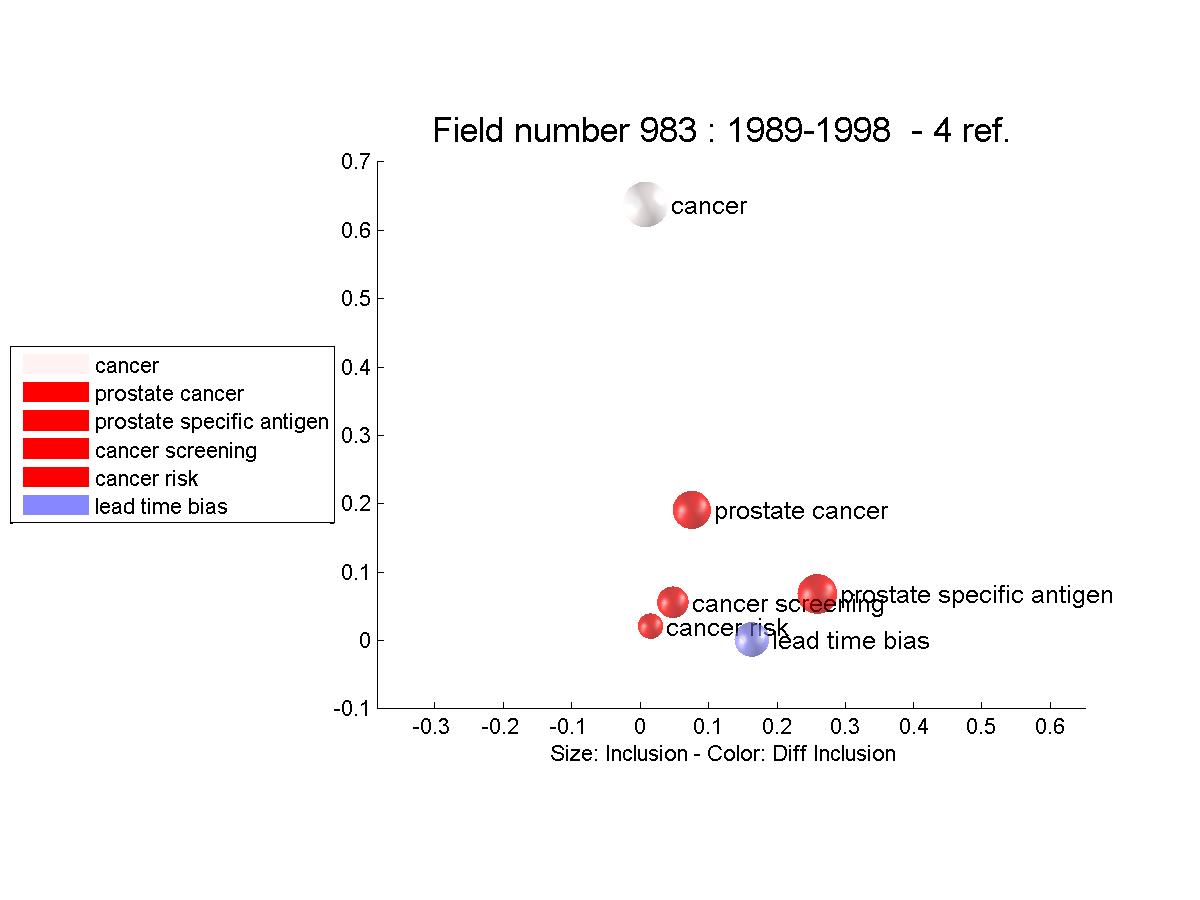 Field number 983 : 1989-1998 - 4 ref.
0.7
0.6
0.5
0.4
0.3
0.2
0.1
0
-0.1
-0.3
-0.2
-0.1
0
0.1
0.2
0.3
0.4
0.5
0.6
Size: Inclusion - Color: Diff Inclusion
cancer
prostate cancer
prostate specific antigen
cancer screening
cancer risk
lead time bias
cancer
prostate cancer
prostate specific antigen
cancer screening
cancer risk
lead time bias